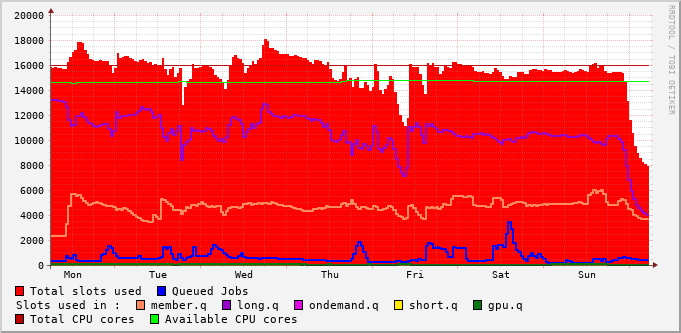 20000
18000
16000
14000
12000
10000
8000
6000
4000
2000
0
Mon Tue Wed Thu Fri Sat Sun
RRDTOOL / TOBI OETIKER
Total slots used Queued Jobs
Slots used in : member.q long.q ondemand.q short.q gpu.q
Total CPU cores Available CPU cores